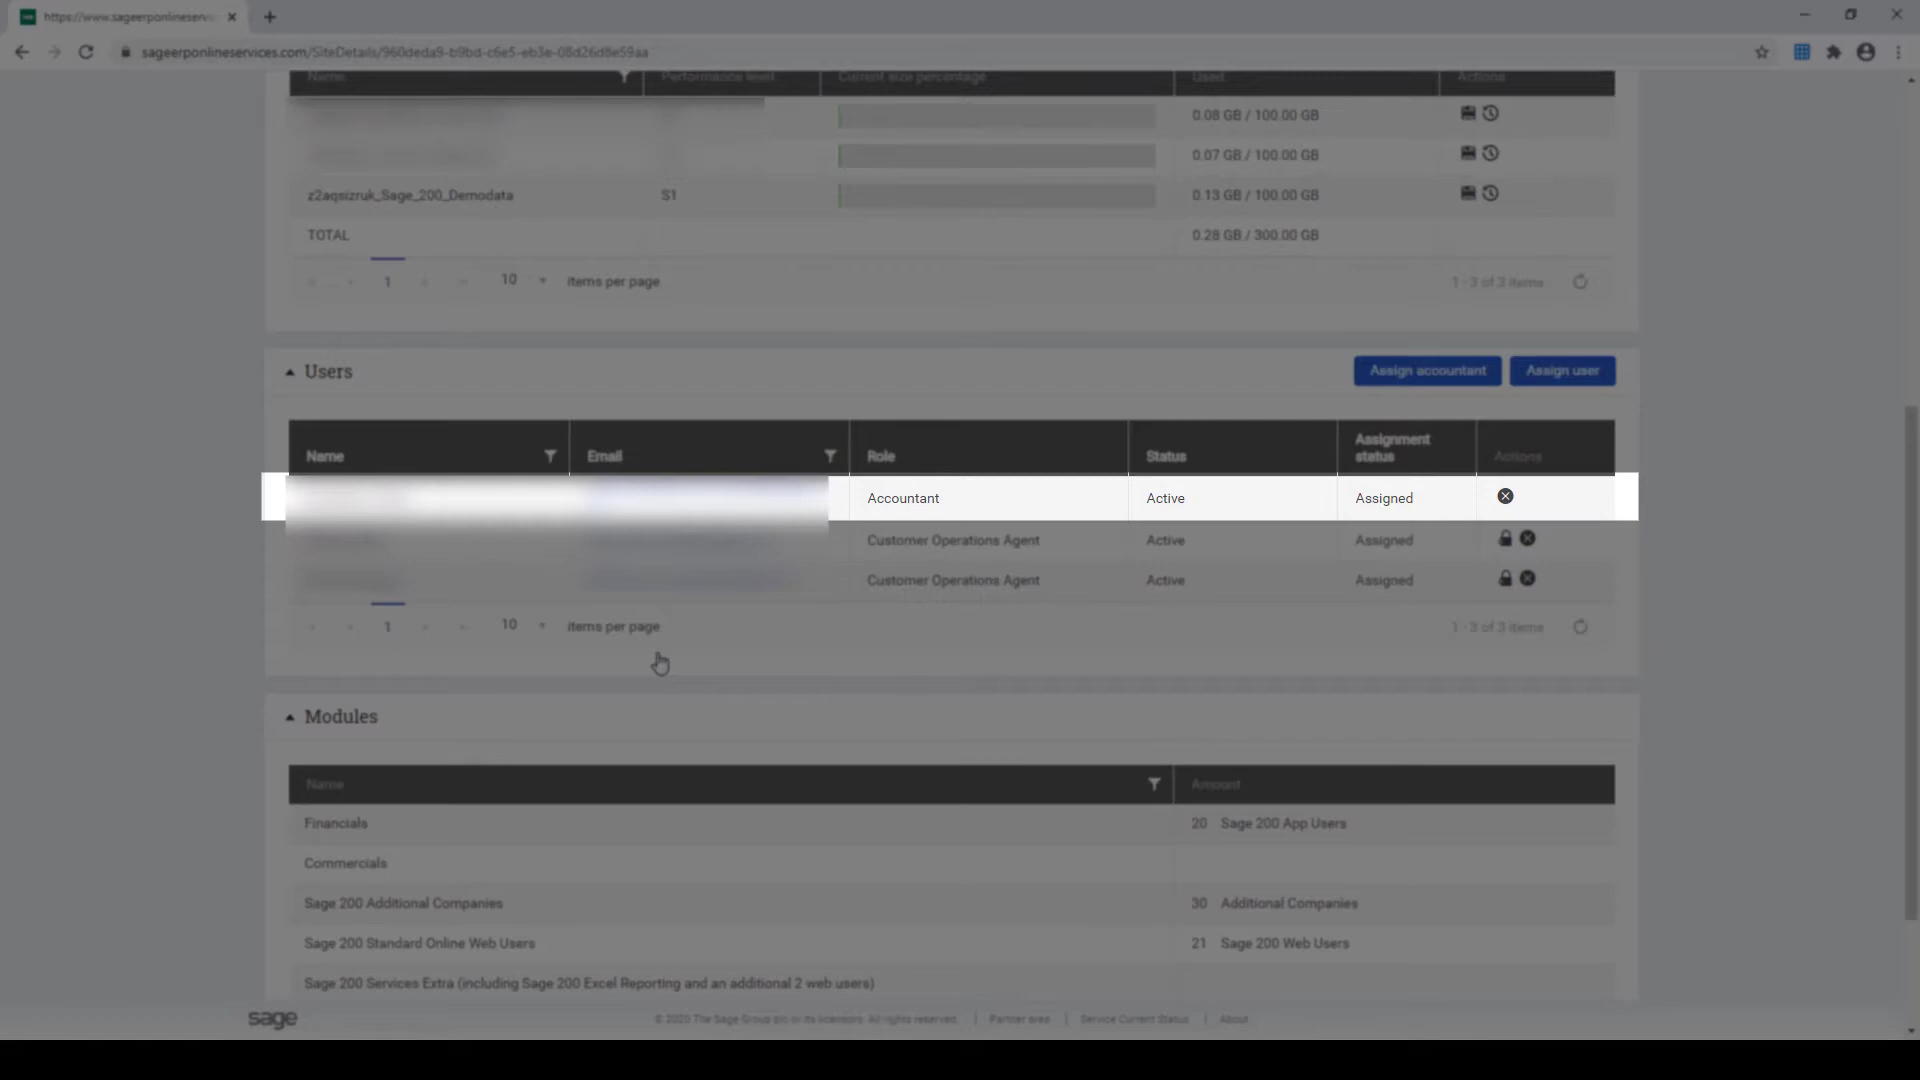 https://www.sageerponlineservic
sageerponlineservices.com/SiteDetails/960deda9-b9bd-c6e5-eb3e-08d26d8e59aa
Name Performance level Current size percentage Used Actions
0.08 GB / 100.00 GB
0.07 GB / 100.00 GB
z2aqsizruk_Sage_200_Demodata S1 0.13 GB / 100.00 GB
TOTAL 0.28 GB / 300.00 GB
1 10 items per page 1 - 3 of 3 items
Users Assign accountant Assign user
Name Email Role Status Assignment status Actions
Accountant Active Assigned
Customer Operations Agent Active Assigned
Customer Operations Agent Active Assigned
1 10 items per page 1 - 3 of 3 items
Modules
Name Amount
Financials 20 Sage 200 App Users
Commercials
Sage 200 Additional Companies 30 Additional Companies
Sage 200 Standard Online Web Users 21 Sage 200 Web Users
Sage 200 Services Extra (including Sage 200 Excel Reporting and an additional 2 web users)
sage © 2020 The Sage Group plc or its licensors. All rights reserved. | Partner area | Service Current Status | About